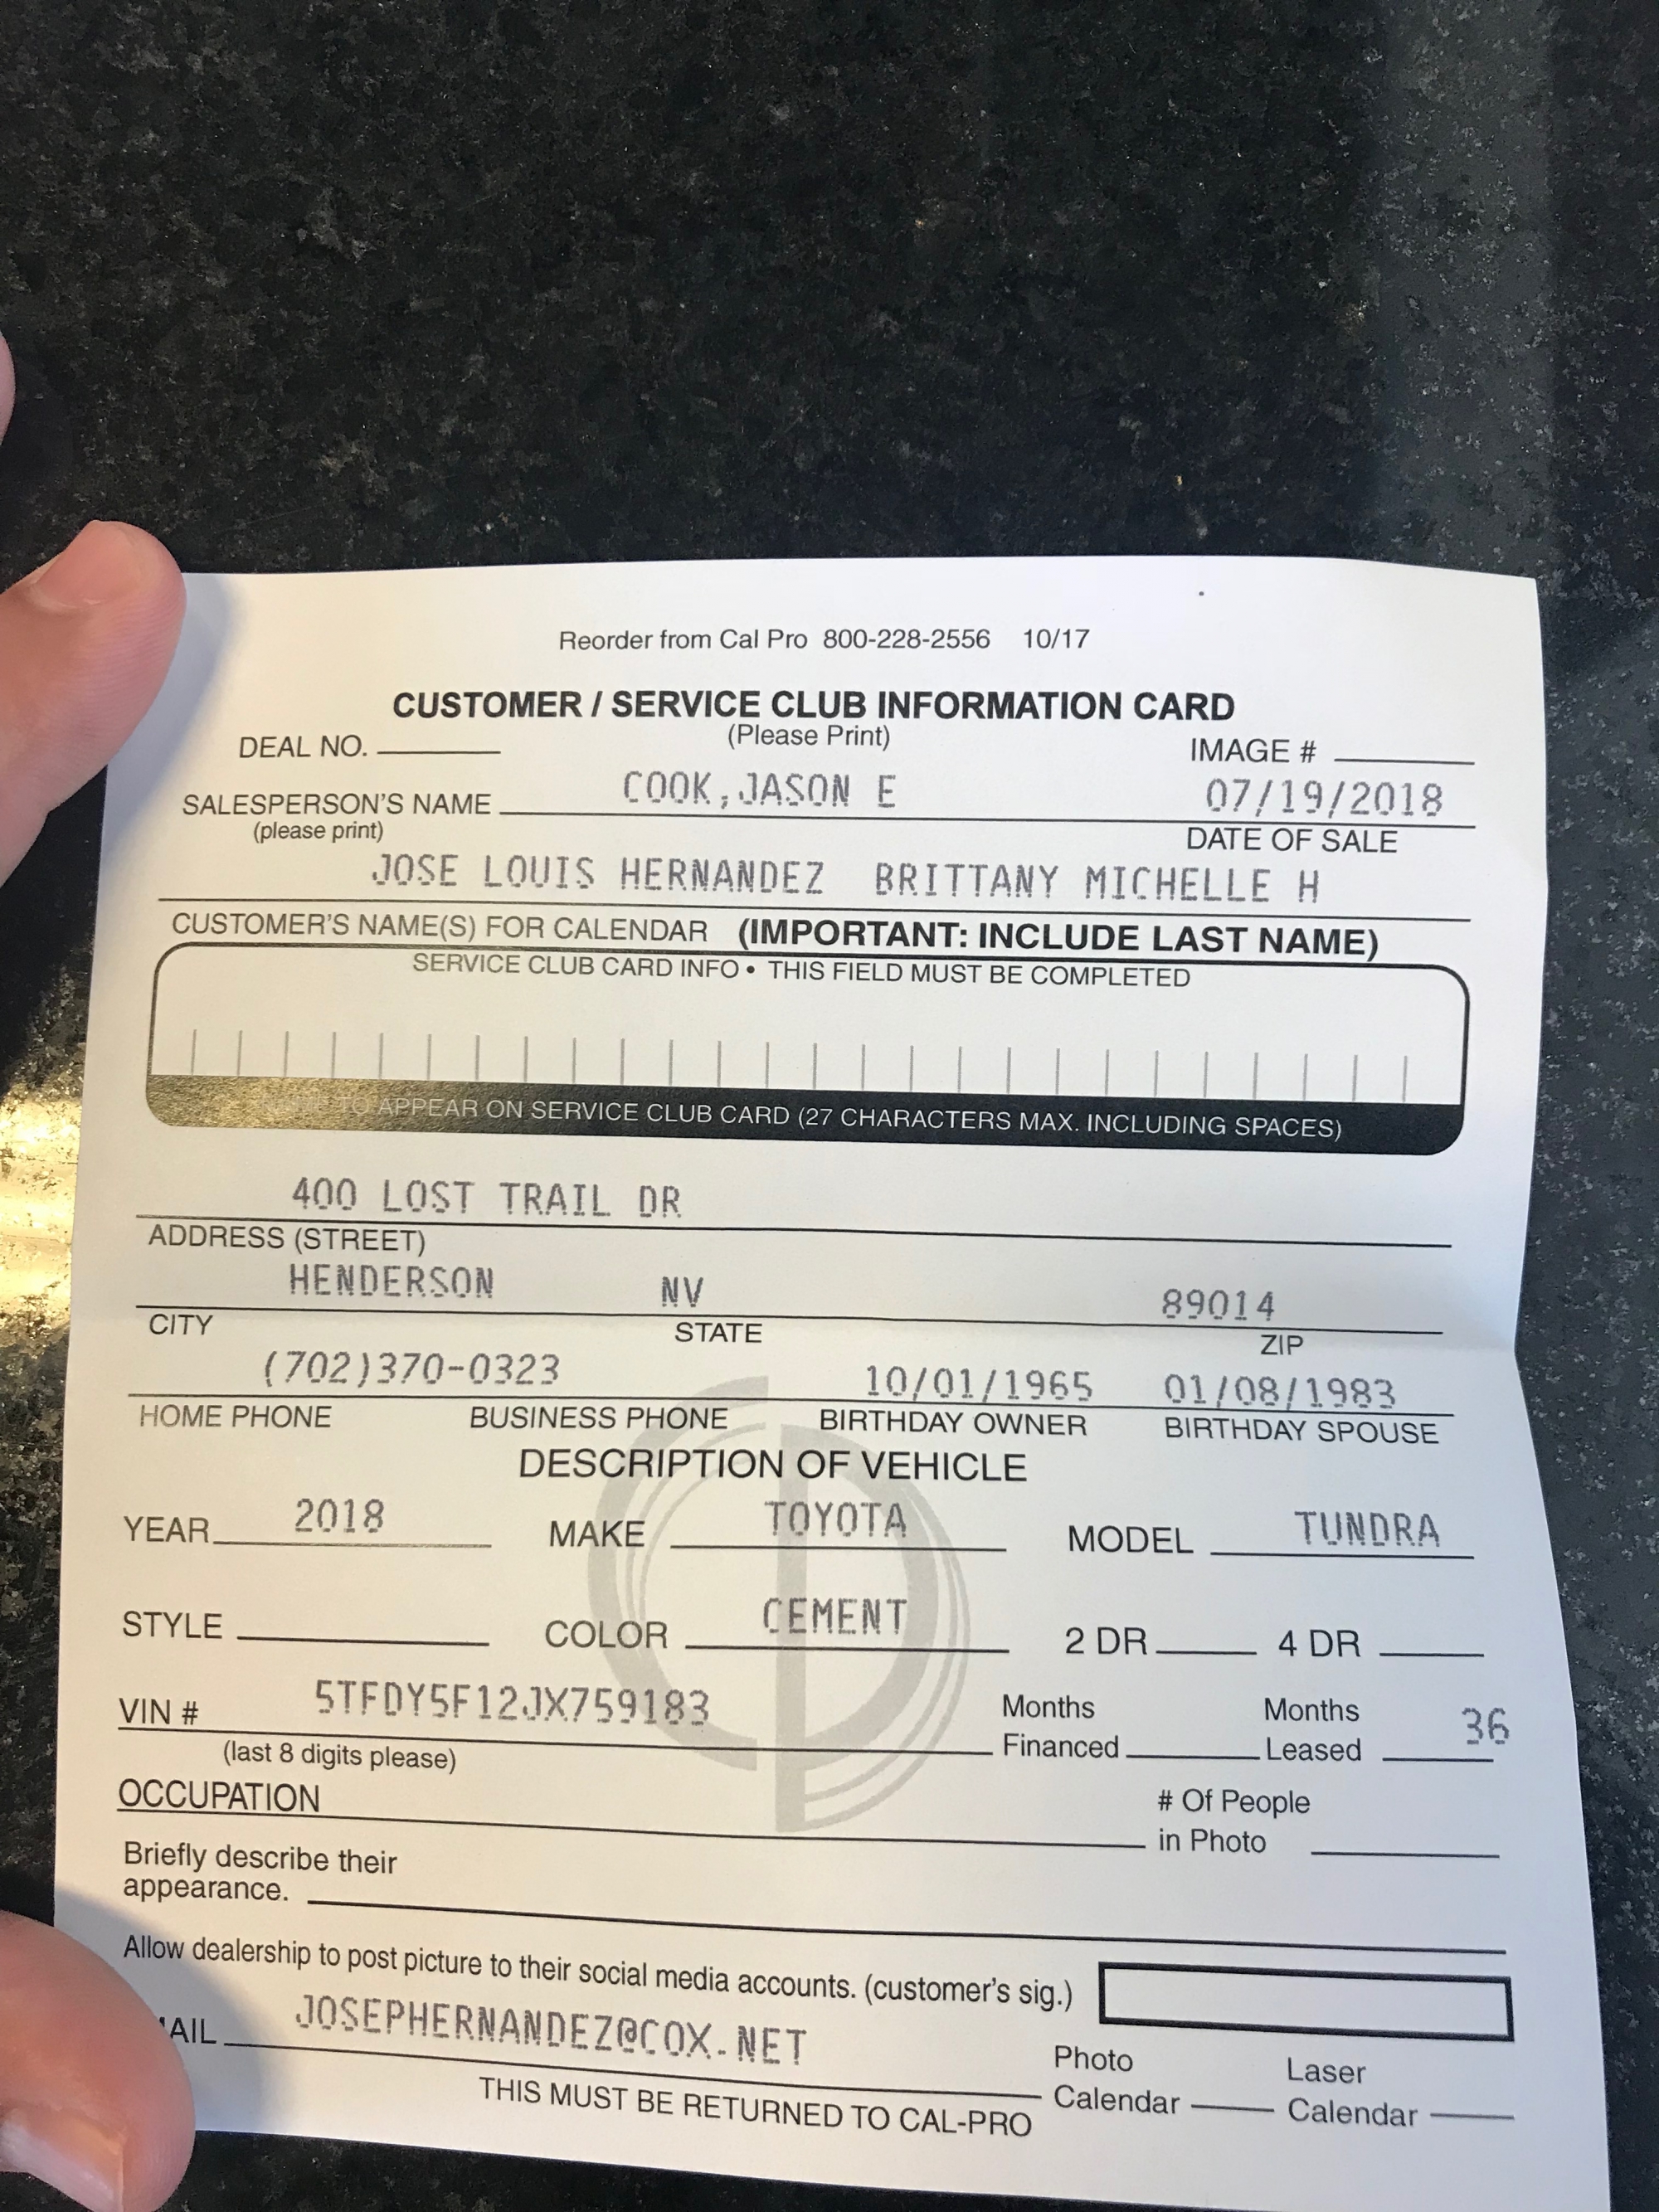 Reorder from Cal Pro 800-228-2556 10/17
CUSTOMER / SERVICE CLUB INFORMATION CARD
DEAL NO. (Please Print) IMAGE #
SALESPERSON'S NAME COOK,JASON E 07/19/2018
(please print) DATE OF SALE
JOSE LOUIS HERNANDEZ BRITTANY MICHELLE H
CUSTOMER'S NAME(S) FOR CALENDAR (IMPORTANT: INCLUDE LAST NAME)
SERVICE CLUB CARD INFO • THIS FIELD MUST BE COMPLETED
TO APPEAR ON SERVICE CLUB CARD (27 CHARACTERS MAX. INCLUDING SPACES)
400 LOST TRAIL DR
ADDRESS (STREET)
HENDERSON NV 89014
CITY STATE ZIP
(702)370-0323 10/01/1965 01/08/1983
HOME PHONE BUSINESS PHONE BIRTHDAY OWNER BIRTHDAY SPOUSE
DESCRIPTION OF VEHICLE
YEAR 2018 MAKE TOYOTA MODEL TUNDRA
STYLE COLOR CEMENT 2 DR 4 DR
VIN # 5TFDY5F12JX759183 Months Months 36
(last 8 digits please) Financed Leased
OCCUPATION # Of People
in Photo
Briefly describe their
appearance.
Allow dealership to post picture to their social media accounts. (customer's sig.)
AIL JOSEPHERNANDEZ@COX.NET Photo Laser
THIS MUST BE RETURNED TO CAL-PRO Calendar Calendar